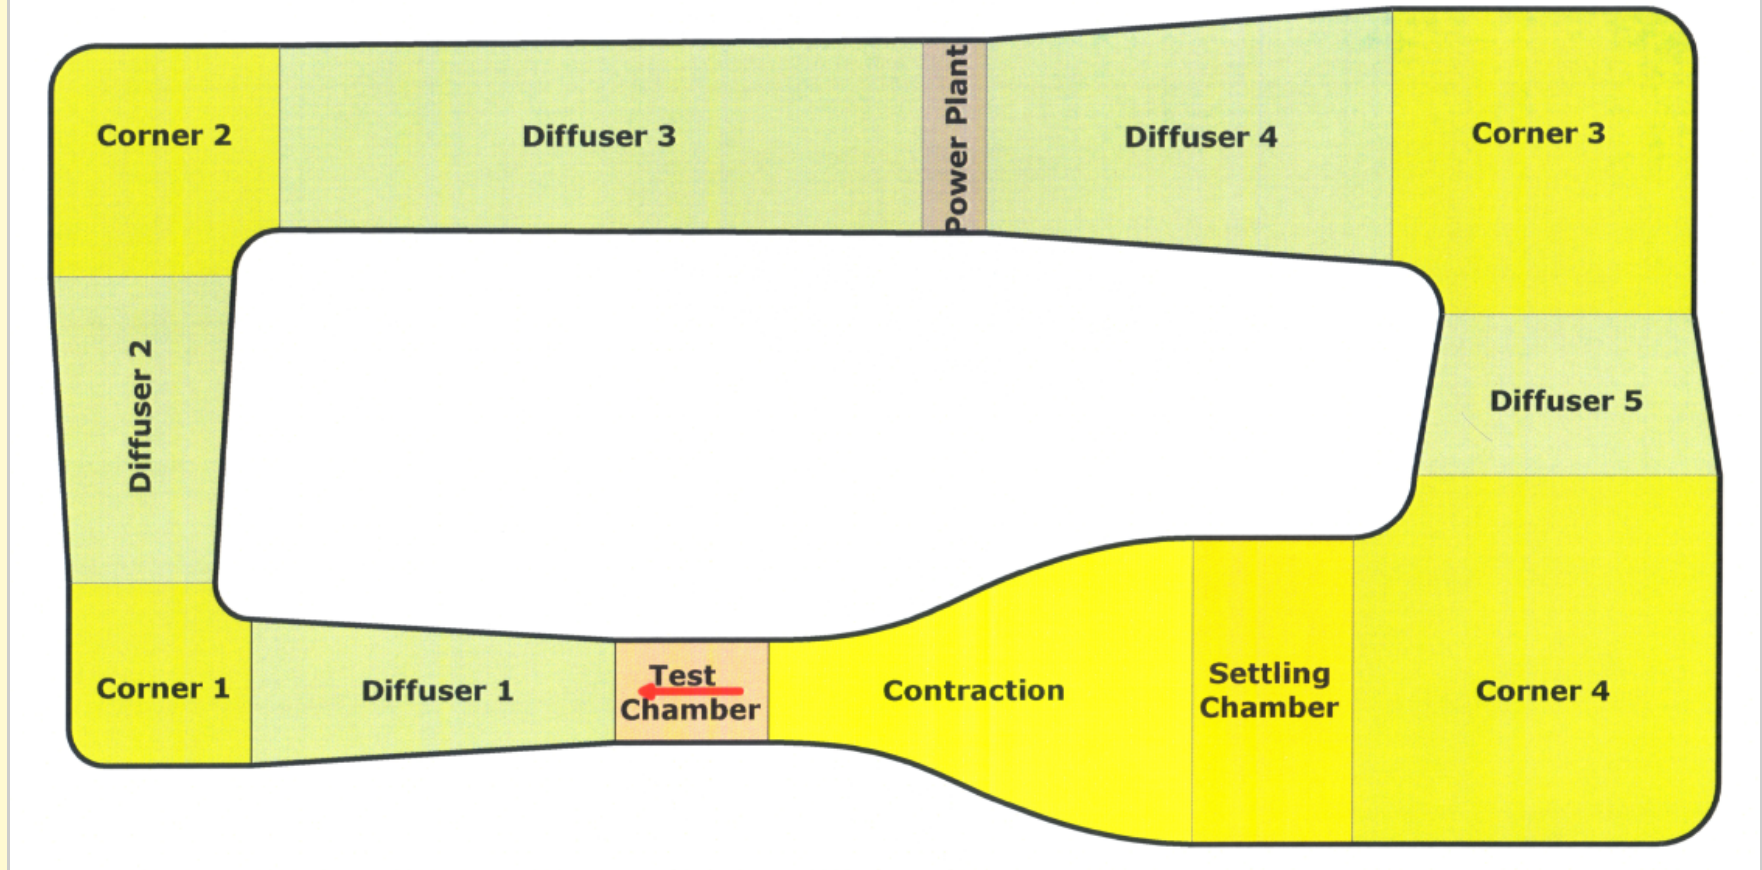 Corner 2
Diffuser 3
Power Plant
Diffuser 4
Corner 3
Diffuser 2
Diffuser 5
Corner 1
Diffuser 1
Test
Chamber
Contraction
Settling
Chamber
Corner 4